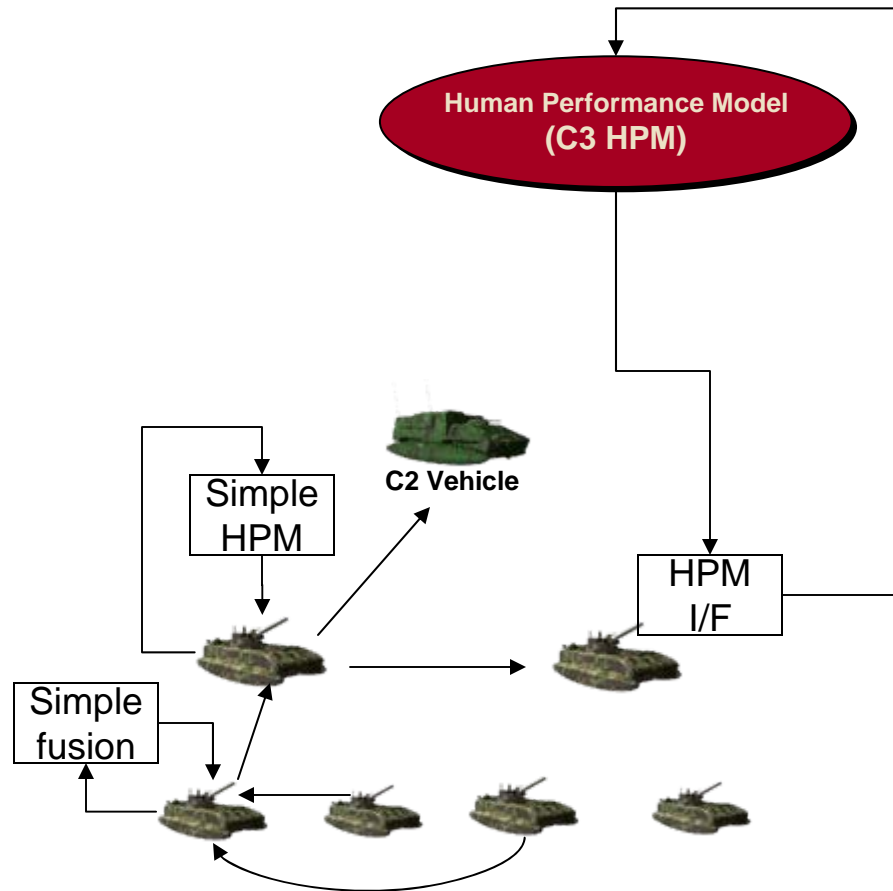 Human Performance Model
(C3 HPM)
C2 Vehicle
Simple
HPM
HPM
I/F
Simple
fusion